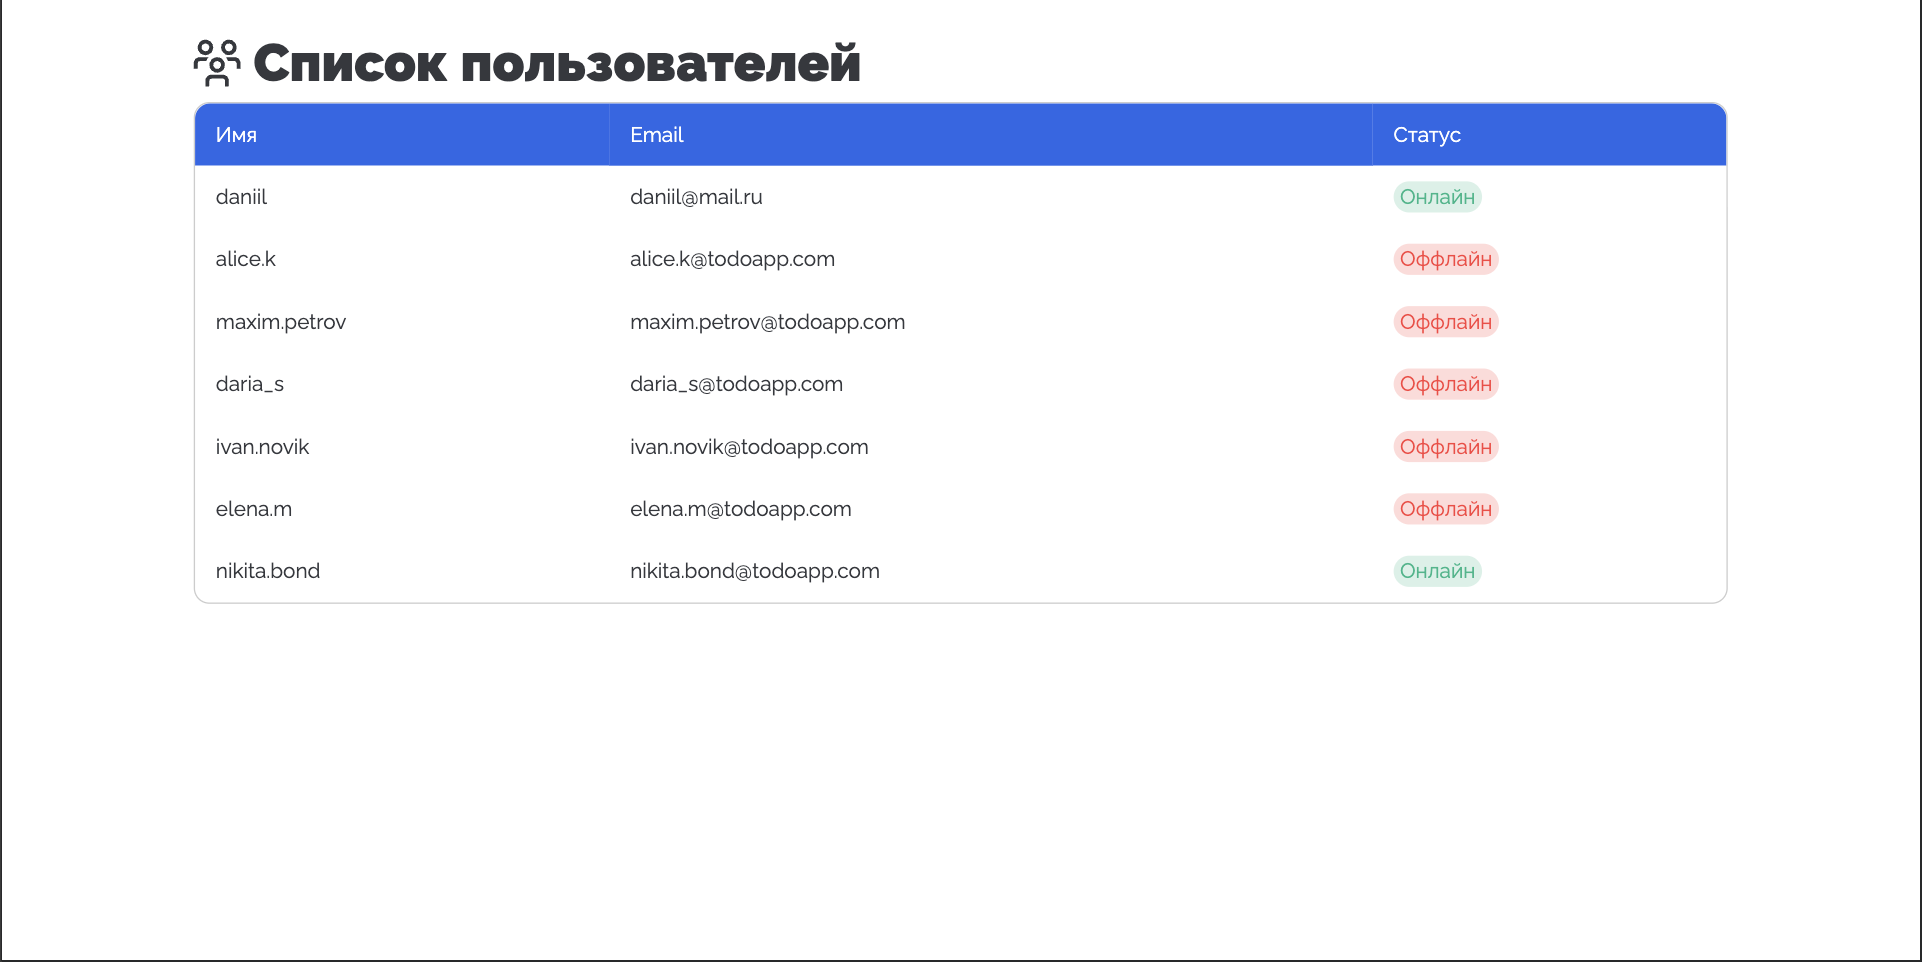 Список пользователей
Имя Email Статус
daniil daniil@mail.ru Онлайн
alice.k alice.k@todoapp.com Оффлайн
maxim.petrov maxim.petrov@todoapp.com Оффлайн
daria_s daria_s@todoapp.com Оффлайн
ivan.novik ivan.novik@todoapp.com Оффлайн
elena.m elena.m@todoapp.com Оффлайн
nikita.bond nikita.bond@todoapp.com Онлайн